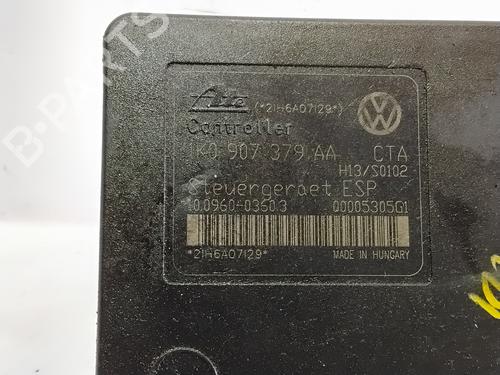 B-PARTS
Ate (*21H6A07129*)
Controller
1K0 907 379 AA CTA
H13/S0102
Steuergeraet ESP
10.0960-0360.3 00005305G1
*21H6A07129* MADE IN HUNGARY